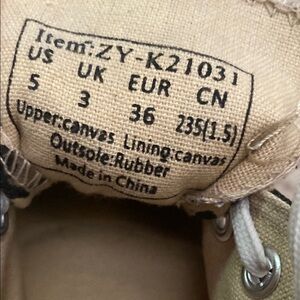 Item:ZY-K21031
US UK EUR CN
5 3 36 235(1.5)
Upper:canvas Lining:canvas
Outsole:Rubber
Made in China